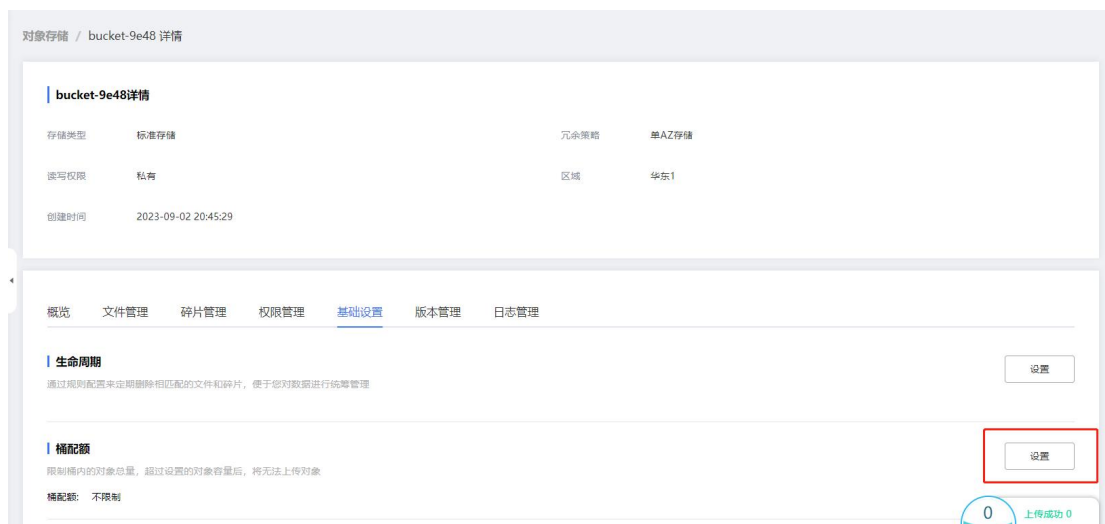 对象存储 / bucket-9e48 详情
bucket-9e48详情
存储类型 标准存储 冗余策略 单AZ存储
读写权限 私有 区域 华东1
创建时间 2023-09-02 20:45:29
概览 文件管理 碎片管理 权限管理 基础设置 版本管理 日志管理
生命周期 设置
通过规则配置来定期删除相匹配的文件和碎片，便于您对数据进行统筹管理
桶配额 设置
限制桶内的对象总量，超过设置的对象容量后，将无法上传对象
桶配额: 不限制
0 上传成功 0